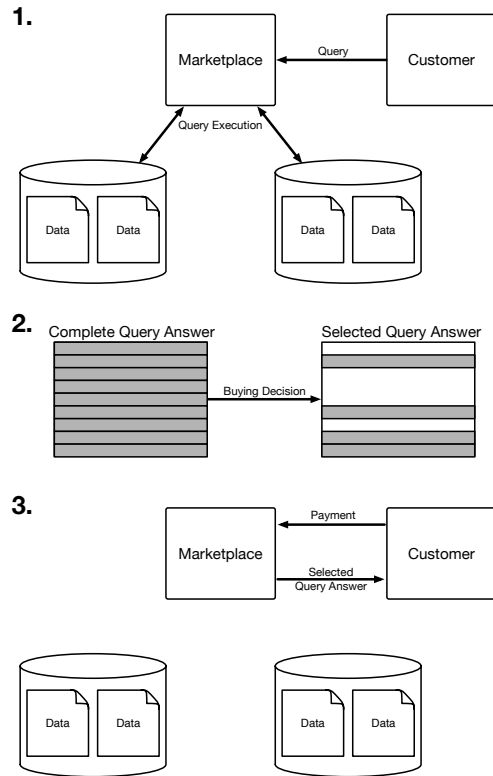 1.
Marketplace
Query
Customer
Query Execution
Data
Data
Data
Data
2.
Complete Query Answer
Selected Query Answer
Buying Decision
3.
Payment
Marketplace
Customer
Selected
Query Answer
Data
Data
Data
Data